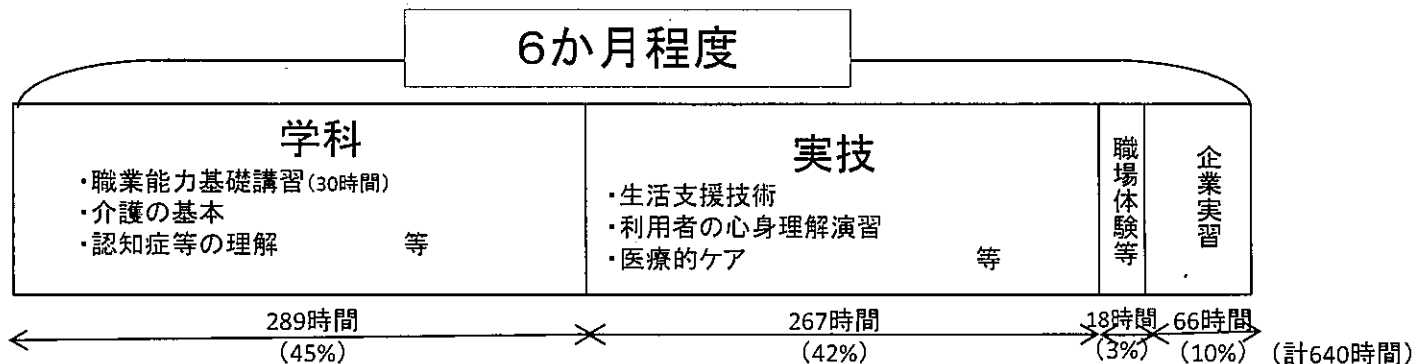 6か月程度
学科
・職業能力基礎講習(30時間)
・介護の基本
・認知症等の理解 等
実技
・生活支援技術
・利用者の心身理解演習
・医療的ケア 等
職場体験等
企業実習
289時間
(45%)
267時間
(42%)
18時間
(3%)
66時間
(10%)
(計640時間)